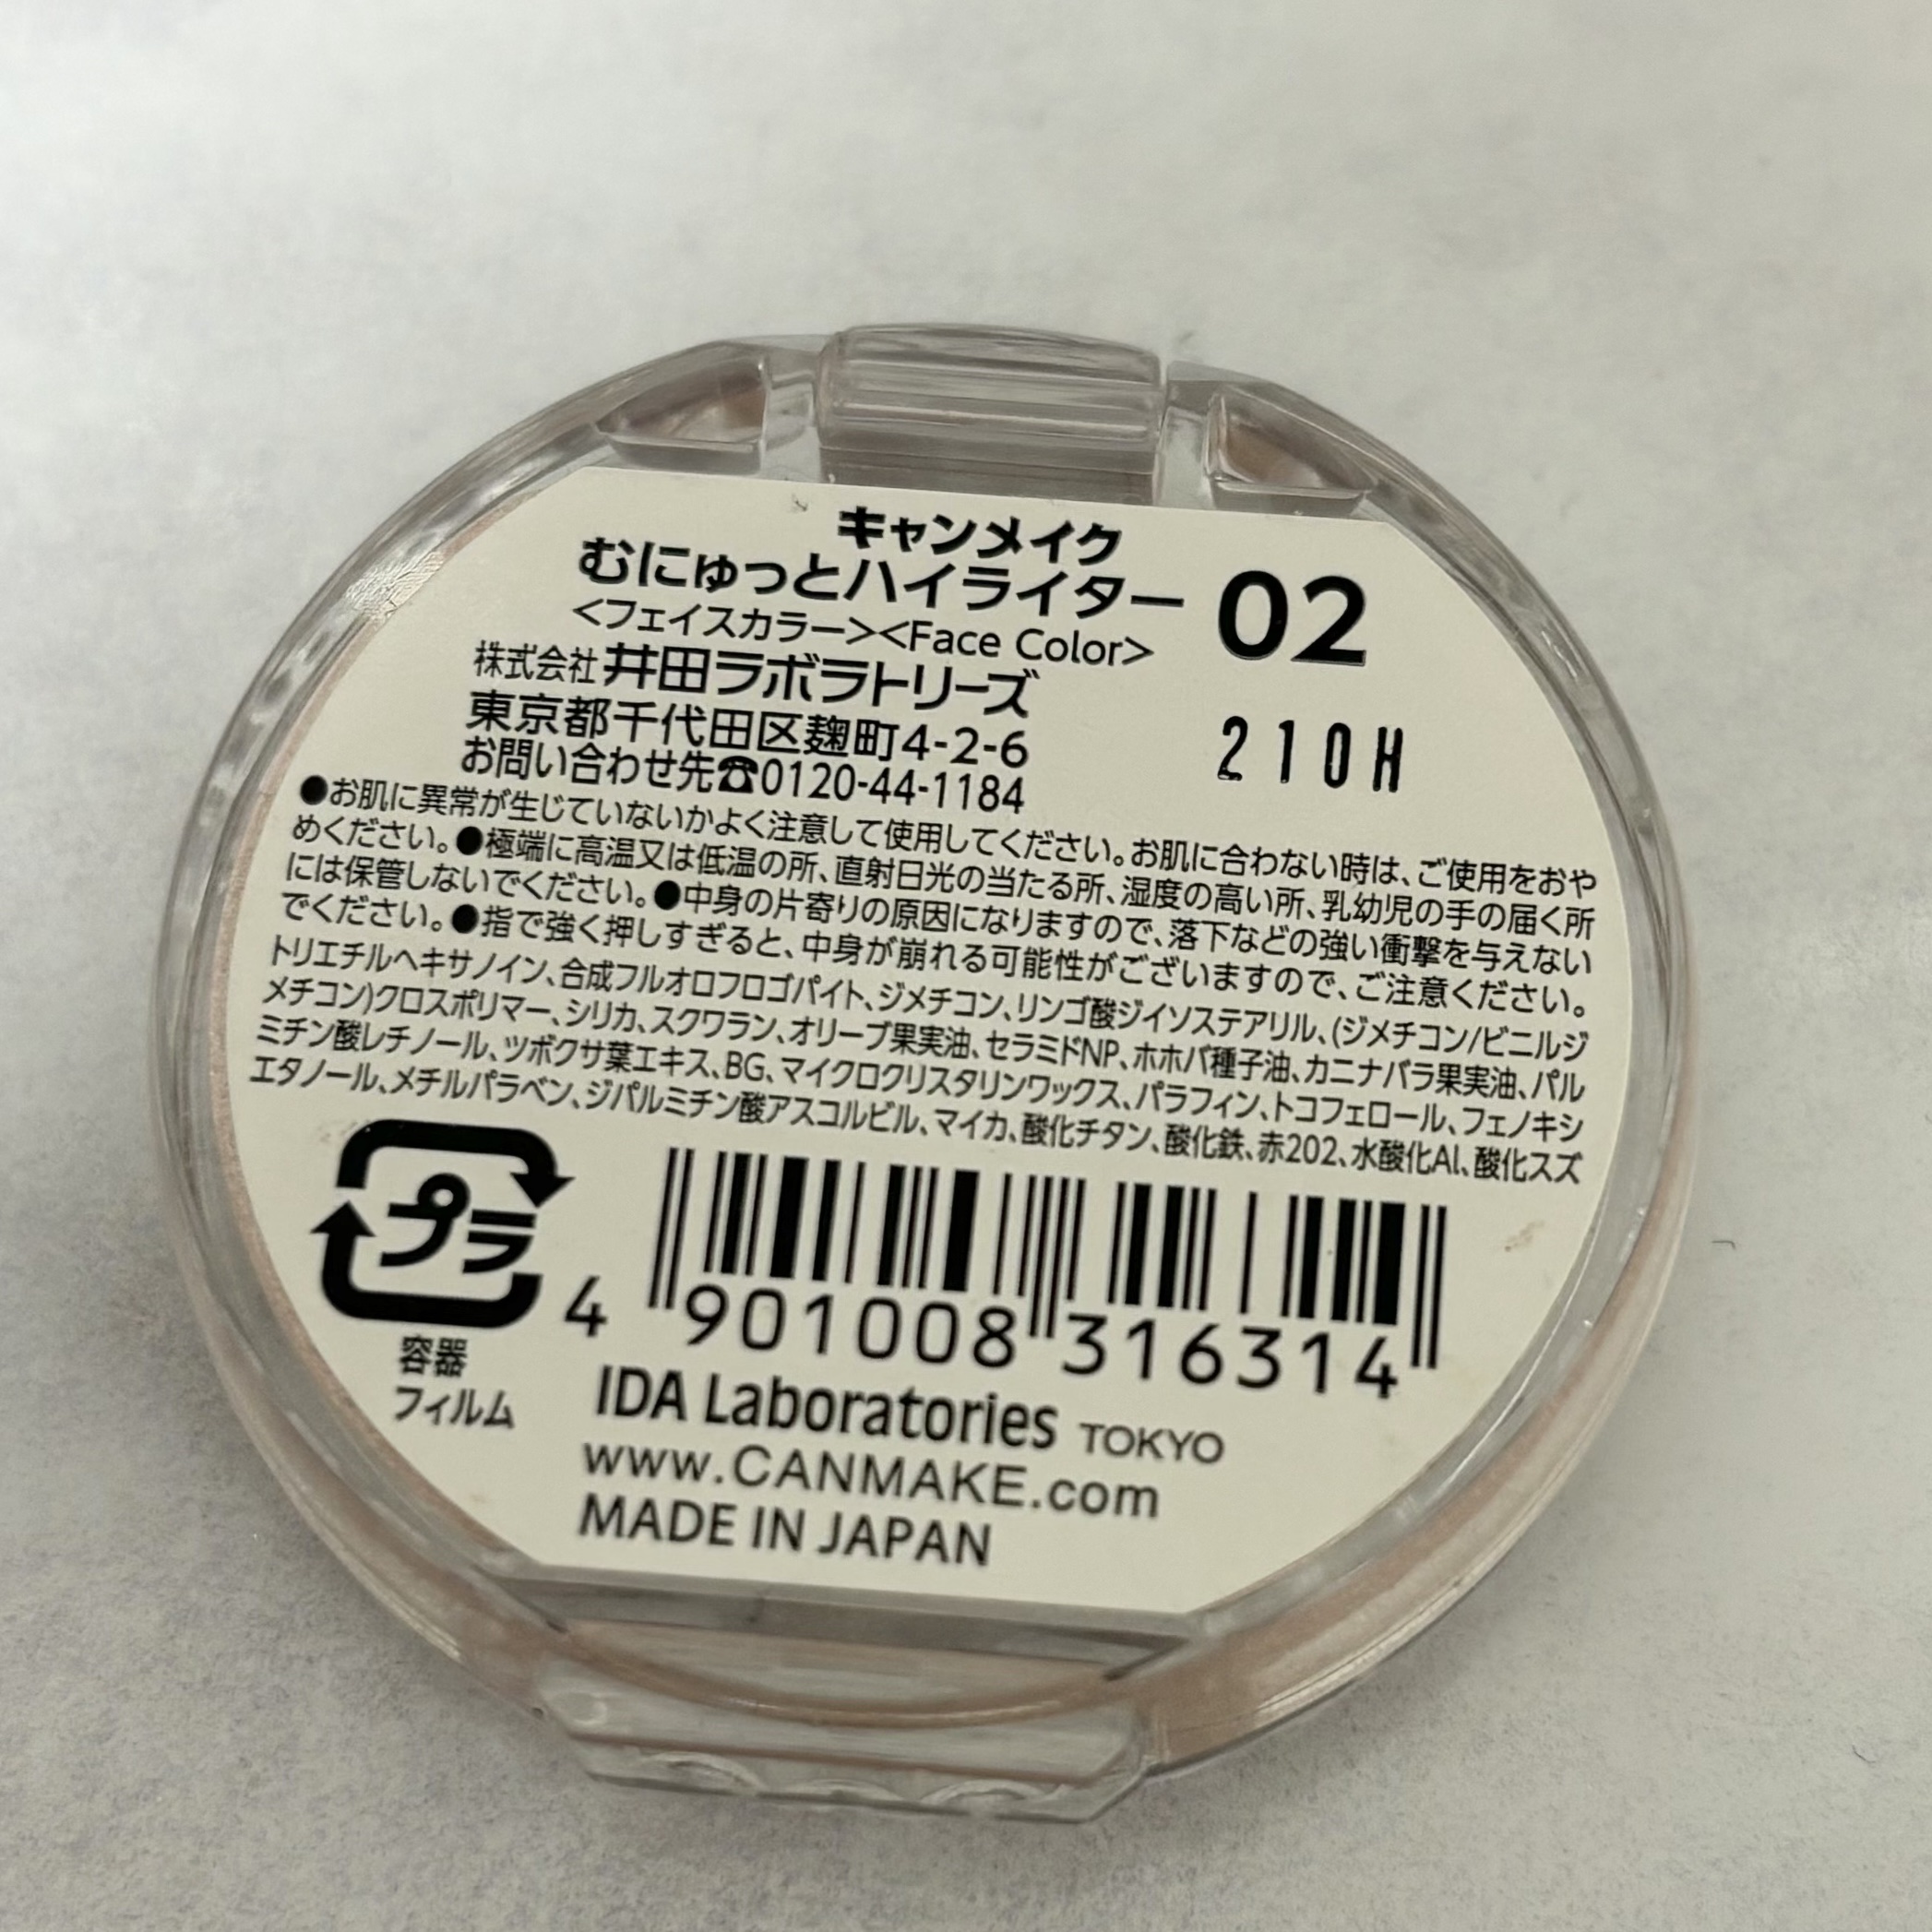 キャンメイク
むにゅっとハイライター 02
<フェイスカラー><Face Color>
株式会社 井田ラボラトリーズ
東京都千代田区麹町4-2-6
お問い合わせ先☎0120-44-1184
210H
●お肌に異常が生じていないかよく注意して使用してください。お肌に合わない時は、ご使用をおや
めください。●極端に高温又は低温の所、直射日光の当たる所、湿度の高い所、乳幼児の手の届く所
には保管しないでください。●中身の片寄りの原因になりますので、落下などの強い衝撃を与えない
でください。●指で強く押しすぎると、中身が崩れる可能性がございますので、ご注意ください。
トリエチルヘキサノイン、合成フルオロフロゴパイト、ジメチコン、リンゴ酸ジイソステアリル、(ジメチコン/ビニルジ
メチコン)クロスポリマー、シリカ、スクワラン、オリーブ果実油、セラミドNP、ホホバ種子油、カニナバラ果実油、パル
ミチン酸レチノール、ツボクサ葉エキス、BG、マイクロクリスタリンワックス、パラフィン、トコフェロール、フェノキシ
エタノール、メチルパラベン、ジパルミチン酸アスコルビル、マイカ、酸化チタン、酸化鉄、赤202、水酸化Al、酸化スズ
プラ
容器
フィルム
4 901008 316314
IDA Laboratories TOKYO
www.CANMAKE.com
MADE IN JAPAN